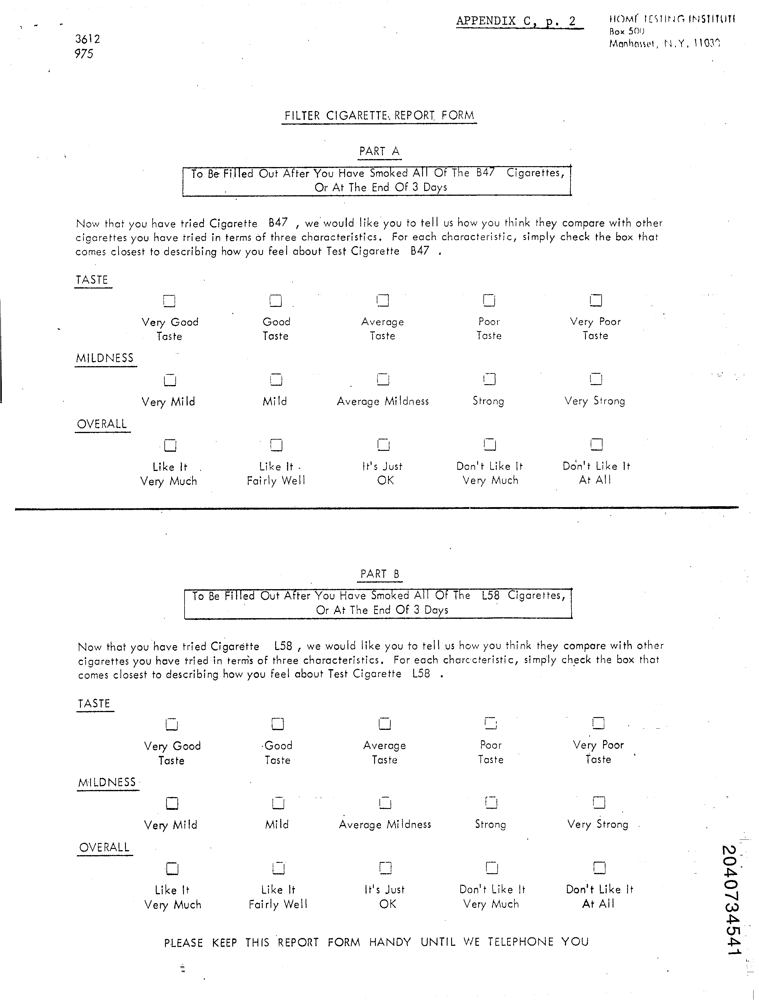 APPENDIX C, p. 2
HOME TESTING INSTITUTE
Box 500
Manhasset, N.Y. 11030
3612
975
FILTER CIGARETTE REPORT FORM
PART A
To Be Filled Out After You Have Smoked All Of The B47 Cigarettes,
Or At The End Of 3 Days
Now that you have tried Cigarette B47 , we would like you to tell us how you think they compare with other
cigarettes you have tried in terms of three characteristics. For each characteristic, simply check the box that
comes closest to describing how you feel about Test Cigarette B47 .
TASTE
Very Good Good Average Poor Very Poor
Taste Taste Taste Taste Taste
MILDNESS
Very Mild Mild Average Mildness Strong Very Strong
OVERALL
Like It Like It It's Just Don't Like It Don't Like It
Very Much Fairly Well OK Very Much At All
PART B
To Be Filled Out After You Have Smoked All Of The L58 Cigarettes,
Or At The End Of 3 Days
Now that you have tried Cigarette L58 , we would like you to tell us how you think they compare with other
cigarettes you have tried in terms of three characteristics. For each characteristic, simply check the box that
comes closest to describing how you feel about Test Cigarette L58 .
TASTE
Very Good Good Average Poor Very Poor
Taste Taste Taste Taste Taste
MILDNESS
Very Mild Mild Average Mildness Strong Very Strong
OVERALL
Like It Like It It's Just Don't Like It Don't Like It
Very Much Fairly Well OK Very Much At All
PLEASE KEEP THIS REPORT FORM HANDY UNTIL WE TELEPHONE YOU
2040734541